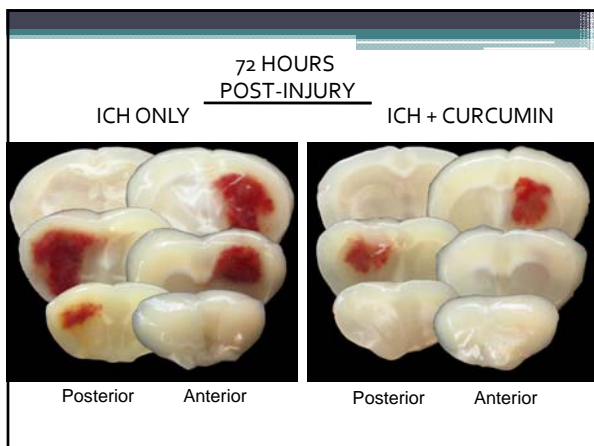 72 HOURS
POST-INJURY
ICH ONLY
ICH + CURCUMIN
Posterior Anterior
Posterior Anterior